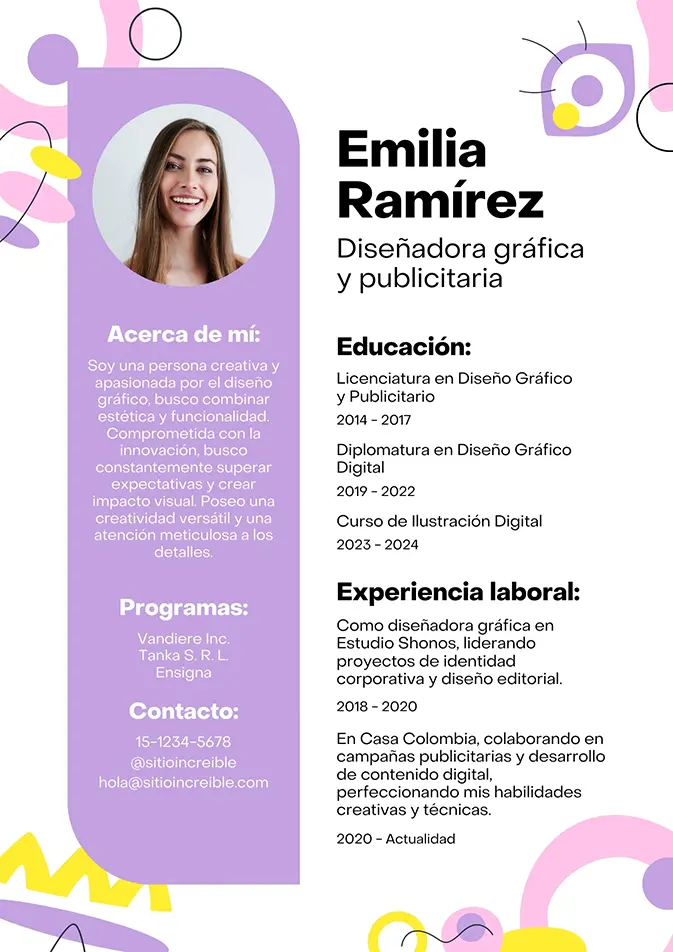 Emilia
Ramírez
Diseñadora gráfica
y publicitaria
Acerca de mí:
Soy una persona creativa y
apasionada por el diseño
gráfico, busco combinar
estética y funcionalidad.
Comprometida con la
innovación, busco
constantemente superar
expectativas y crear
impacto visual. Poseo una
creatividad versátil y una
atención meticulosa a los
detalles.
Programas:
Vandiere Inc.
Tanka S. R. L.
Ensigna
Contacto:
15-1234-5678
@sitioincreible
hola@sitioincreible.com
Educación:
Licenciatura en Diseño Gráfico
y Publicitario
2014 - 2017
Diplomatura en Diseño Gráfico
Digital
2019 - 2022
Curso de Ilustración Digital
2023 - 2024
Experiencia laboral:
Como diseñadora gráfica en
Estudio Shonos, liderando
proyectos de identidad
corporativa y diseño editorial.
2018 - 2020
En Casa Colombia, colaborando en
campañas publicitarias y desarrollo
de contenido digital,
perfeccionando mis habilidades
creativas y técnicas.
2020 - Actualidad